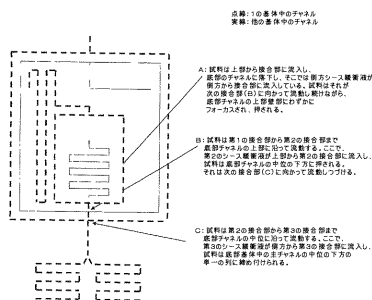 点線：1の基体中のチャネル
実線：他の基体中のチャネル
A：試料は上部から接合部に流入し、
底部のチャネルに落下し、そこでは側方シース緩衝液が
側方から接合部に流入している。試料はそれが
次の接合部(B)に向かって流動し続けながら、
底部チャネルの上部壁部にわずかに
フォーカスされ、押される。
B：試料は第1の接合部から第2の接合部まで
底部チャネルの上部に沿って流動する。ここで、
第2のシース緩衝液が上部から第2の接合部に流入し、
試料は底部チャネルの中位の下方に押される。
それは次の接合部(C)に向かって流動しつづける。
C：試料は第2の接合部から第3の接合部まで
底部チャネルの中位に沿って流動する。ここで、
第3のシース緩衝液が側方から第3の接合部に流入し、
試料は底部基体中の主チャネルの中位の下方の
単一の列に締め付けられる。